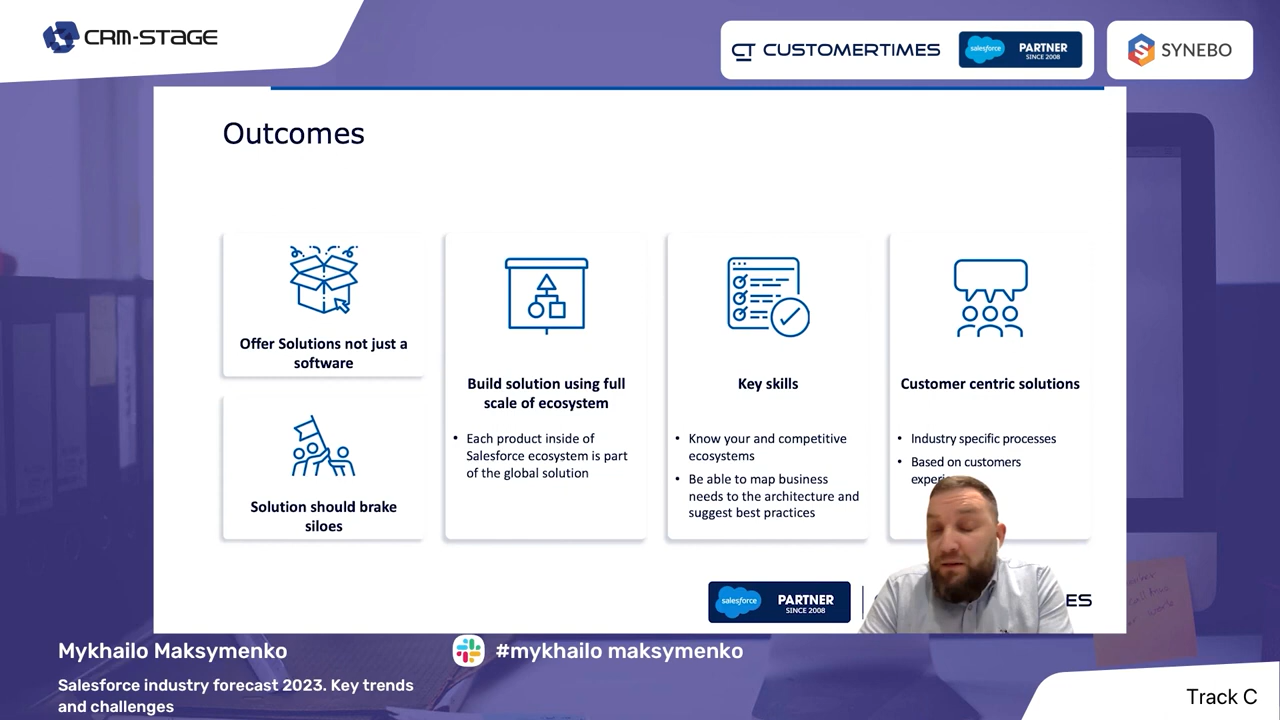 CRM-STAGE
CT CUSTOMERTIMES
salesforce
PARTNER
SINCE 2008
SYNEBO
Outcomes
Offer Solutions not just a
software
Solution should brake
siloes
Build solution using full
scale of ecosystem
• Each product inside of
Salesforce ecosystem is part
of the global solution
Key skills
• Know your and competitive
ecosystems
• Be able to map business
needs to the architecture and
suggest best practices
Customer centric solutions
• Industry specific processes
• Based on customers
salesforce
PARTNER
SINCE 2008
Mykhailo Maksymenko
#mykhailo maksymenko
Salesforce industry forecast 2023. Key trends
and challenges
Track C